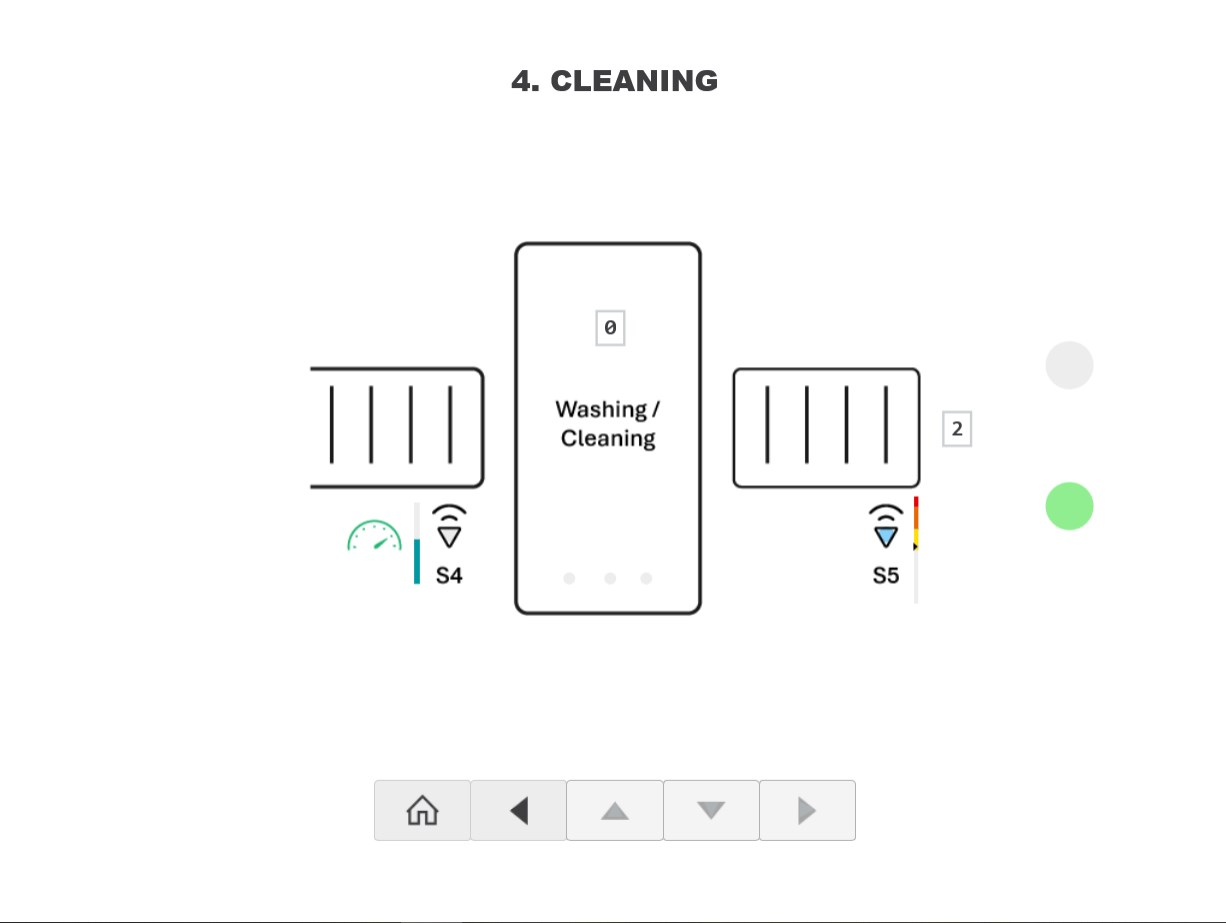 4. CLEANING
0
Washing /
Cleaning
2
S4
S5